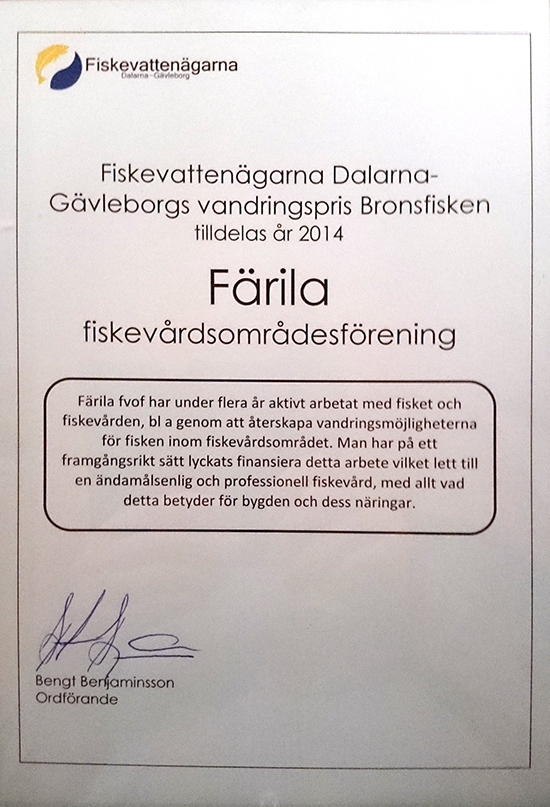 Fiskevattenägarna
Dalarna - Gävleborg
Fiskevattenägarna Dalarna-
Gävleborgs vandringspris Bronsfisken
tilldelas år 2014
Färila
fiskevårdsområdesförening
Färila fvof har under flera år aktivt arbetat med fisket och
fiskevården, bl a genom att återskapa vandringsmöjligheterna
för fisken inom fiskevårdsområdet. Man har på ett
framgångsrikt sätt lyckats finansiera detta arbete vilket lett till
en ändamålsenlig och professionell fiskevård, med allt vad
detta betyder för bygden och dess näringar.
Bengt Benjaminsson
Ordförande